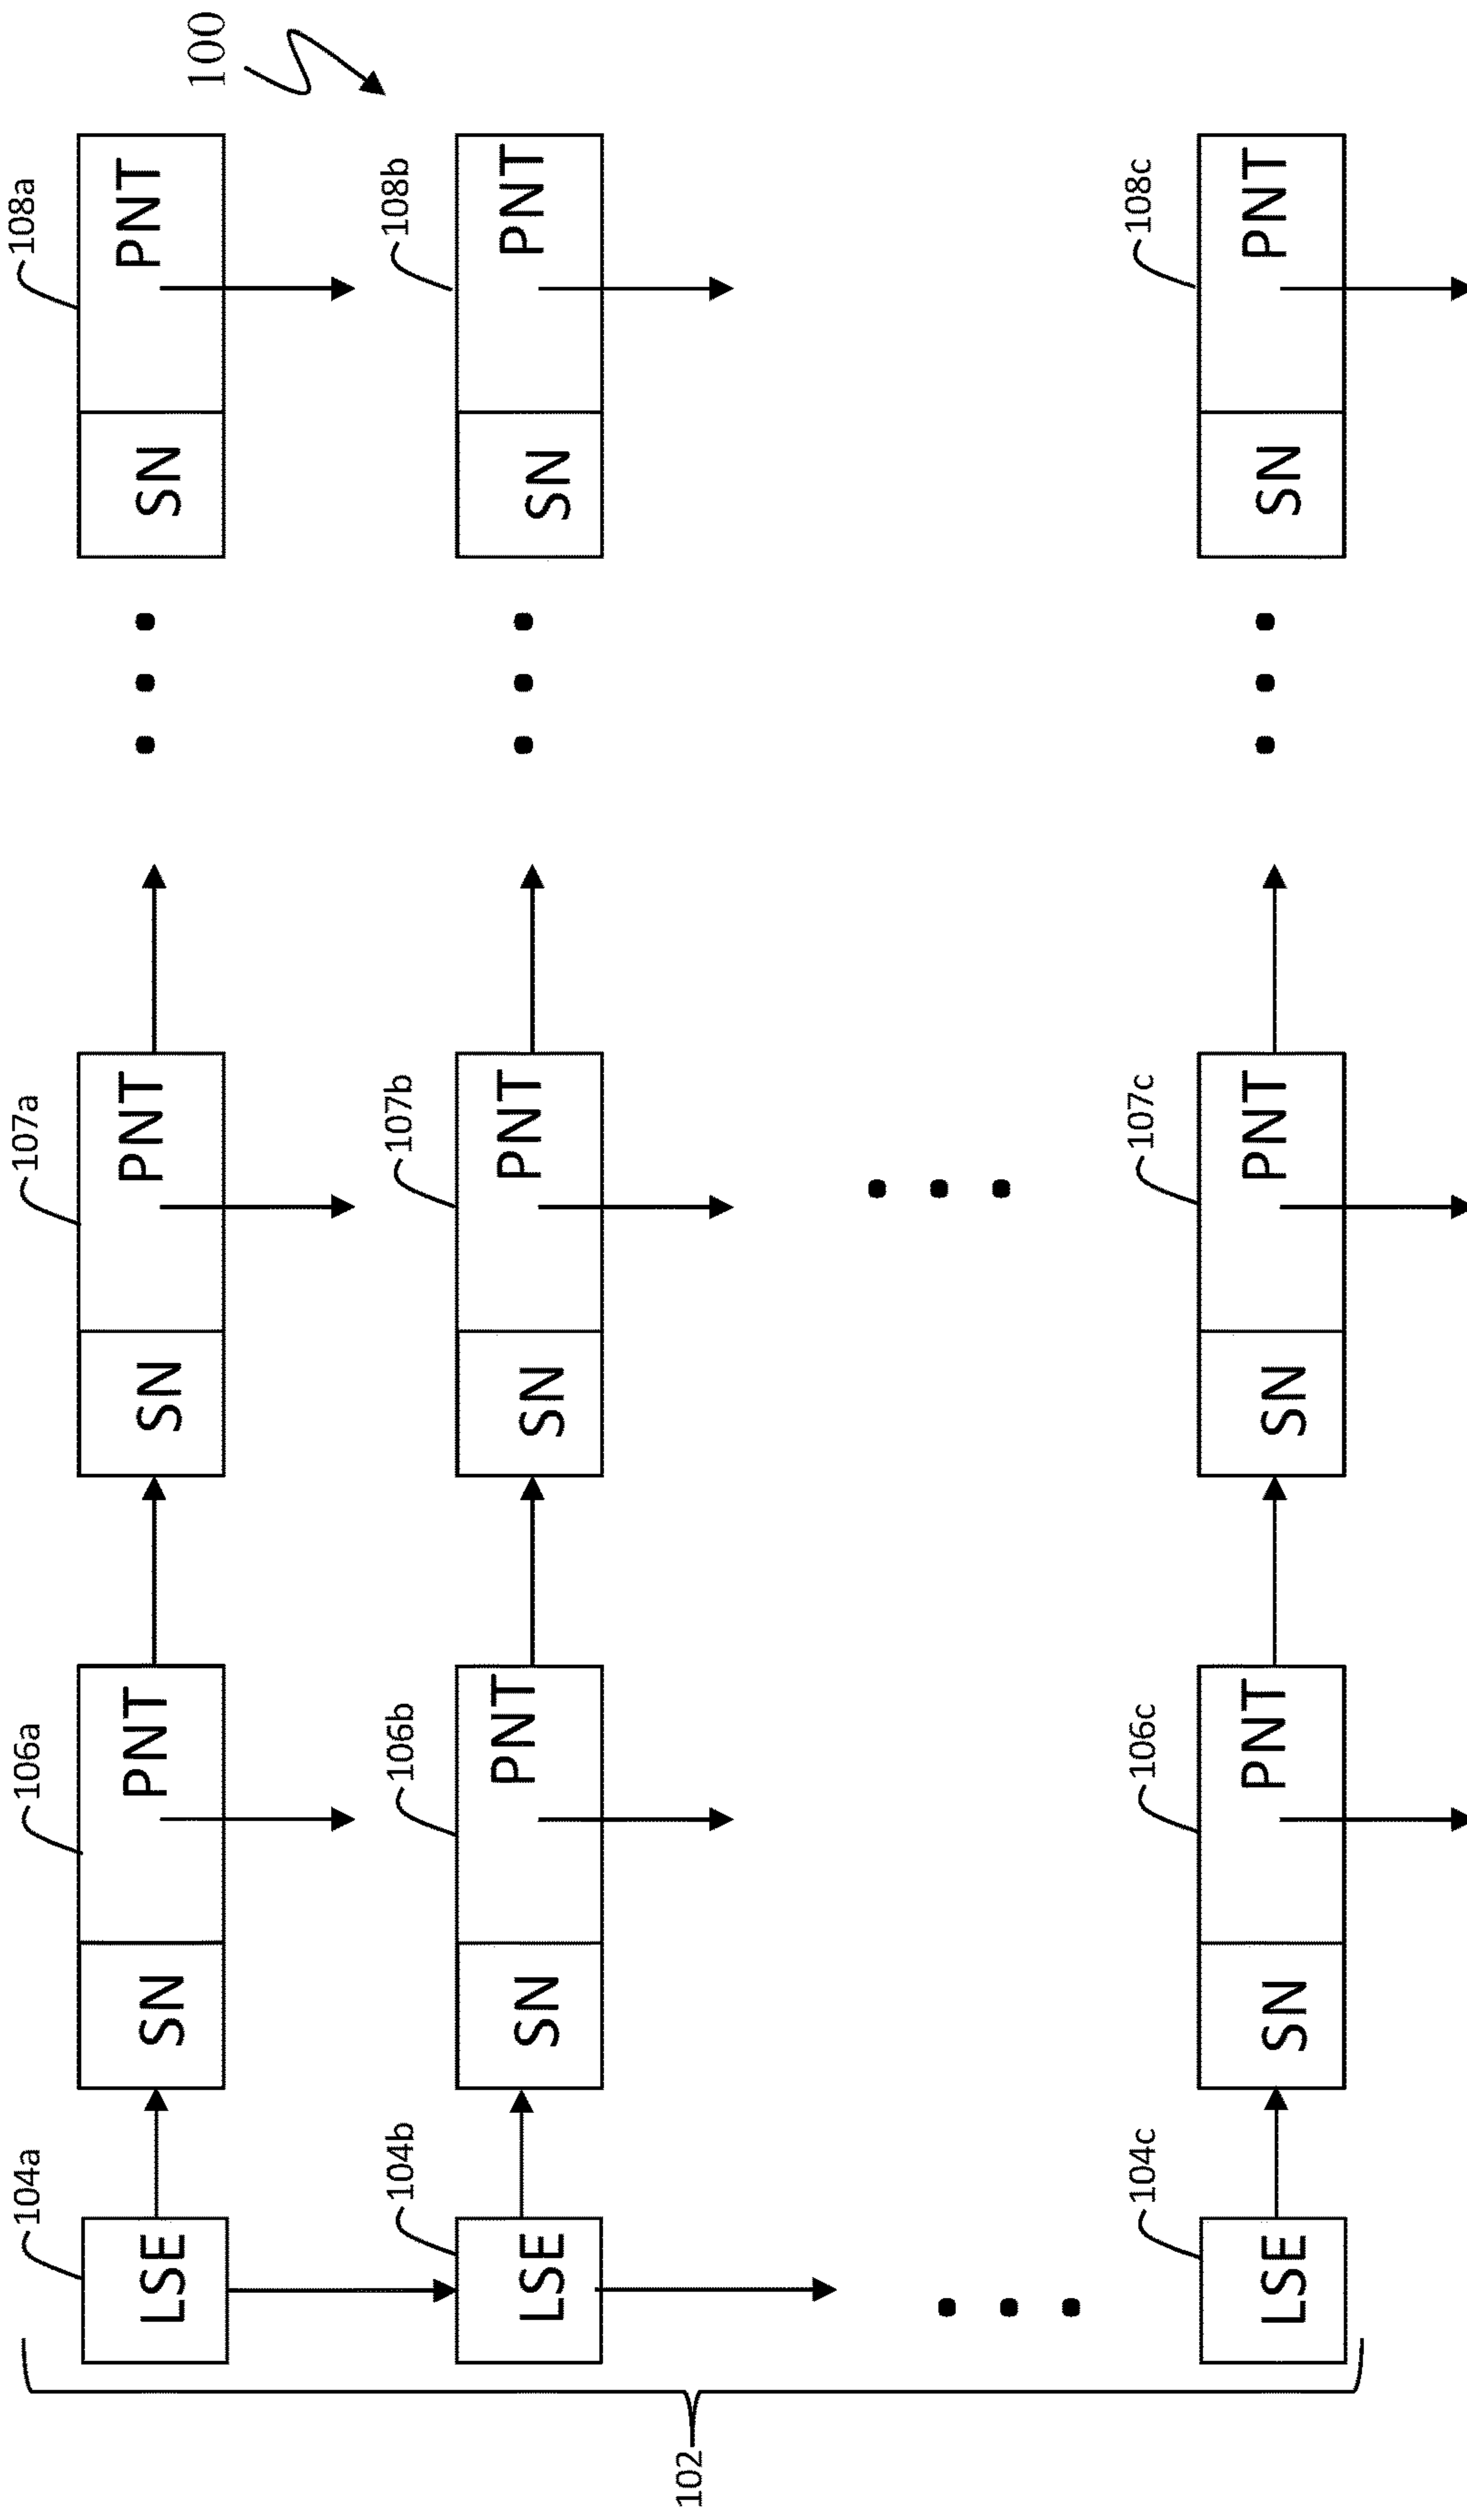 104a 106a 107a 108a
LSE SN PNT SN PNT SN PNT
100
104b 106b 107b 108b
LSE SN PNT SN PNT SN PNT
102
104c 106c 107c 108c
LSE SN PNT SN PNT SN PNT